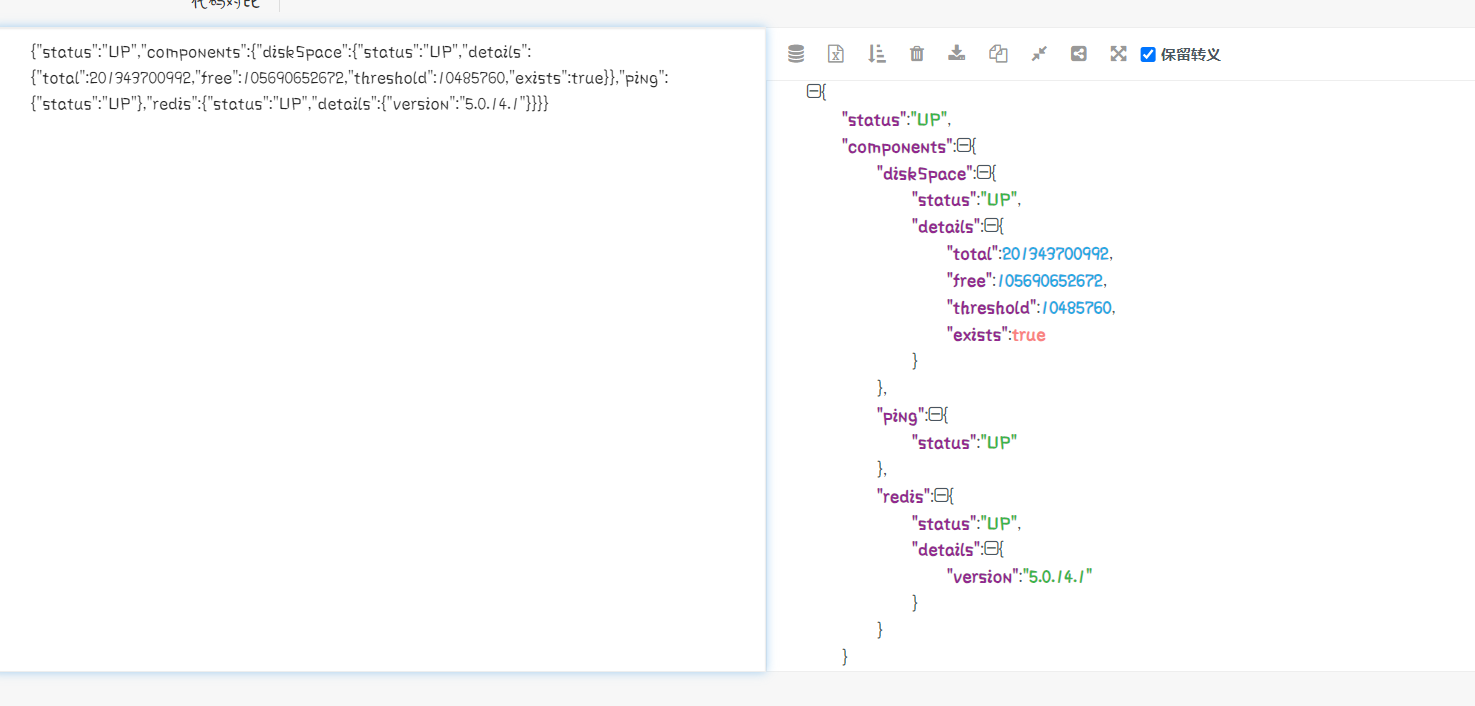 代码对比
{"status":"UP","components":{"diskSpace":{"status":"UP","details":
{"total":201343700992,"free":105690652672,"threshold":10485760,"exists":true}},"ping":
{"status":"UP"},"redis":{"status":"UP","details":{"version":"5.0.14.1"}}}}
保留转义
{
"status":"UP",
"components":{
"diskSpace":{
"status":"UP",
"details":{
"total":201343700992,
"free":105690652672,
"threshold":10485760,
"exists":true
}
},
"ping":{
"status":"UP"
},
"redis":{
"status":"UP",
"details":{
"version":"5.0.14.1"
}
}
}